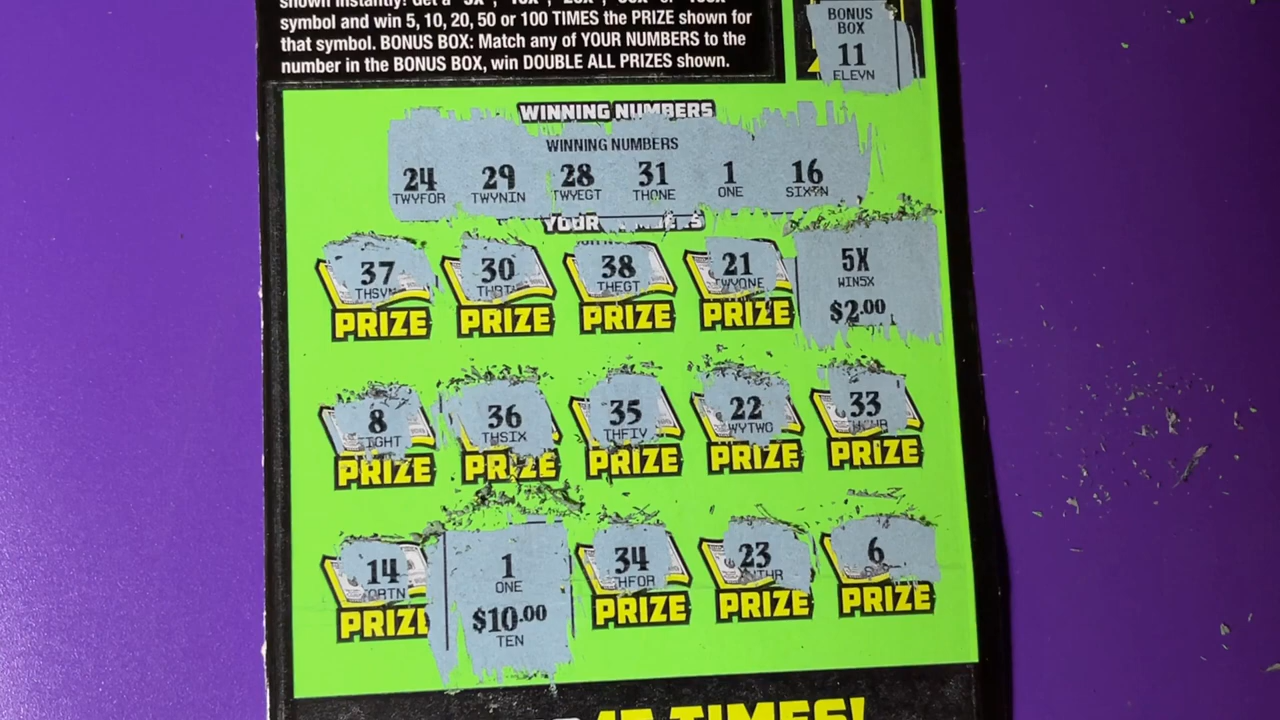 symbol and win 5, 10, 20, 50 or 100 TIMES the PRIZE shown for
that symbol. BONUS BOX: Match any of YOUR NUMBERS to the
number in the BONUS BOX, win DOUBLE ALL PRIZES shown.
BONUS
BOX
11
ELEVN
WINNING NUMBERS
WINNING NUMBERS
24 29 28 31 1 16
TWYFOR TWYNIN TWYEGT THONE ONE SIXTN
YOUR
37 30 38 21 5X
THSVN THEGT WIN5X
$2.00
PRIZE PRIZE PRIZE PRIZE
8 36 35 22 33
THSIX THFIV
PRIZE PRIZE PRIZE PRIZE PRIZE
14 1 34 23 6
ONE
$10.00
TEN
PRIZE PRIZE PRIZE PRIZE
TIMES!